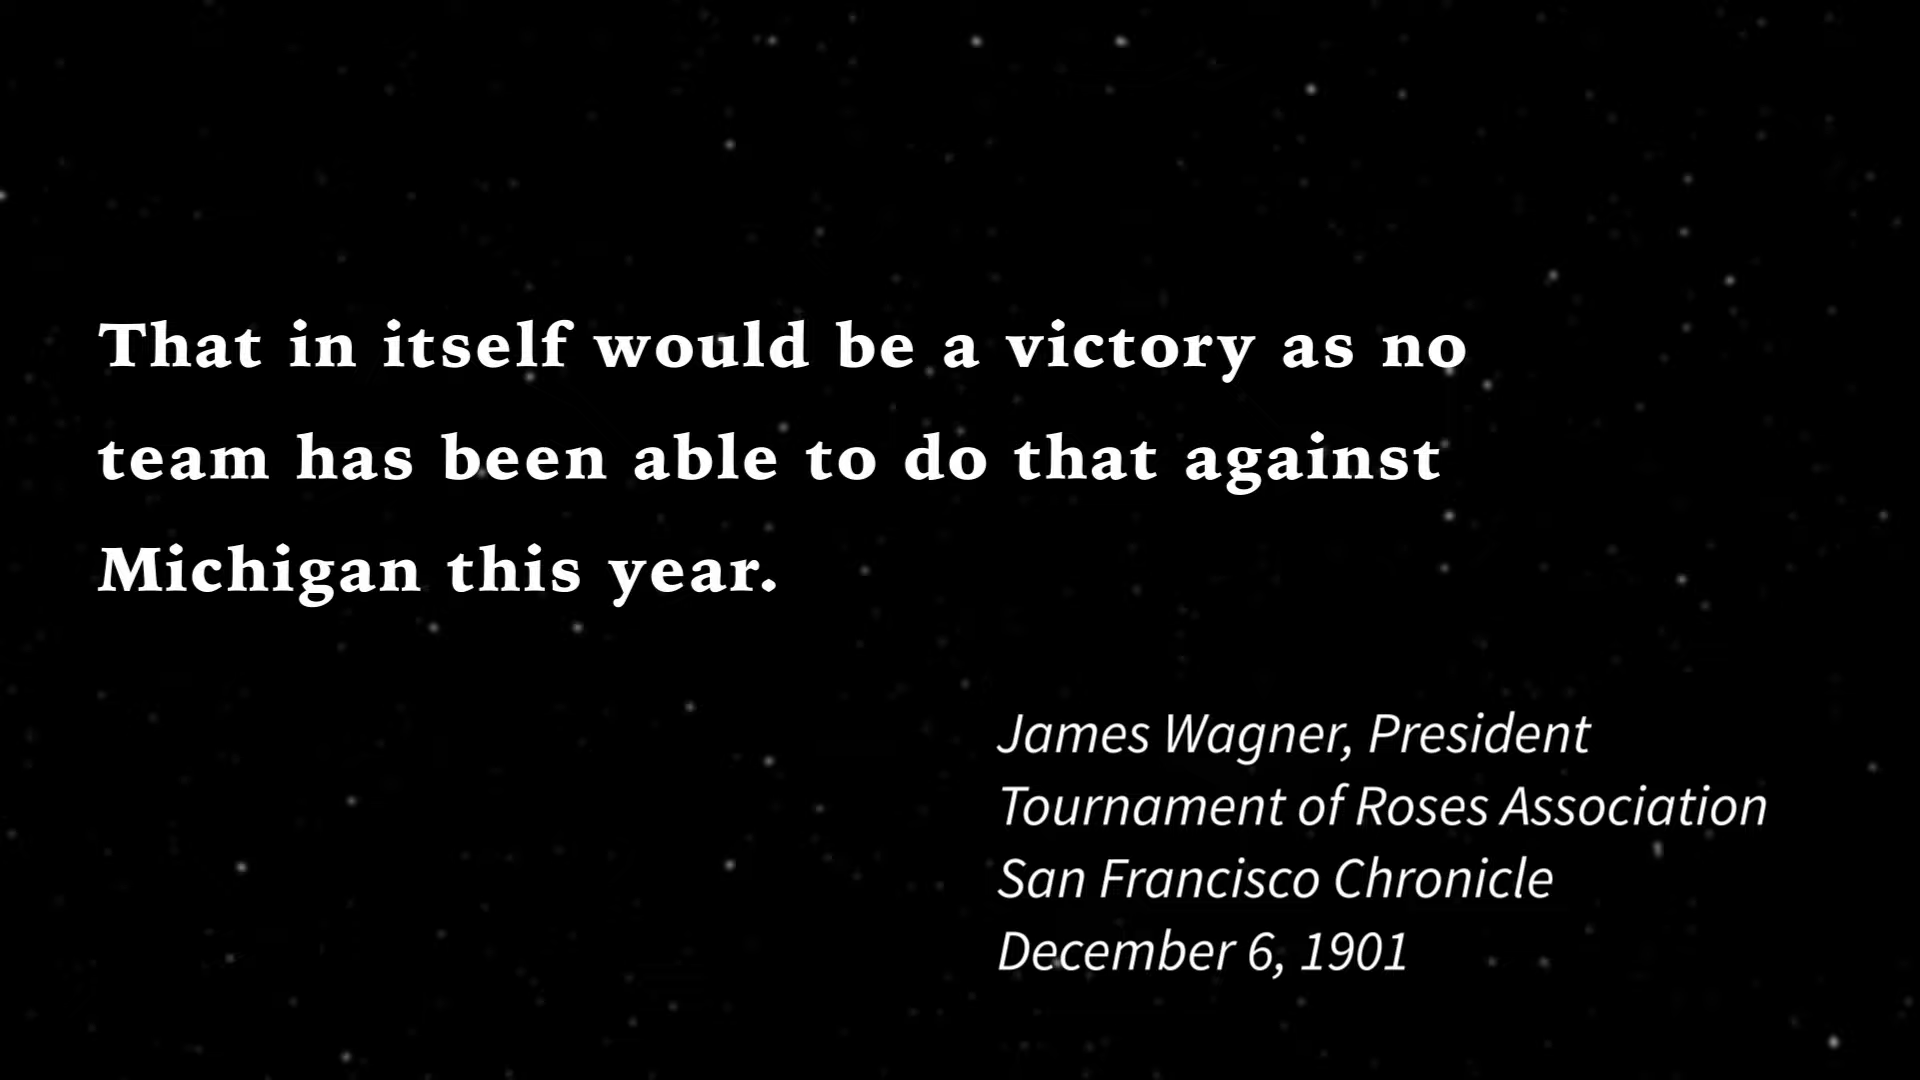 That in itself would be a victory as no
team has been able to do that against
Michigan this year.
James Wagner, President
Tournament of Roses Association
San Francisco Chronicle
December 6, 1901